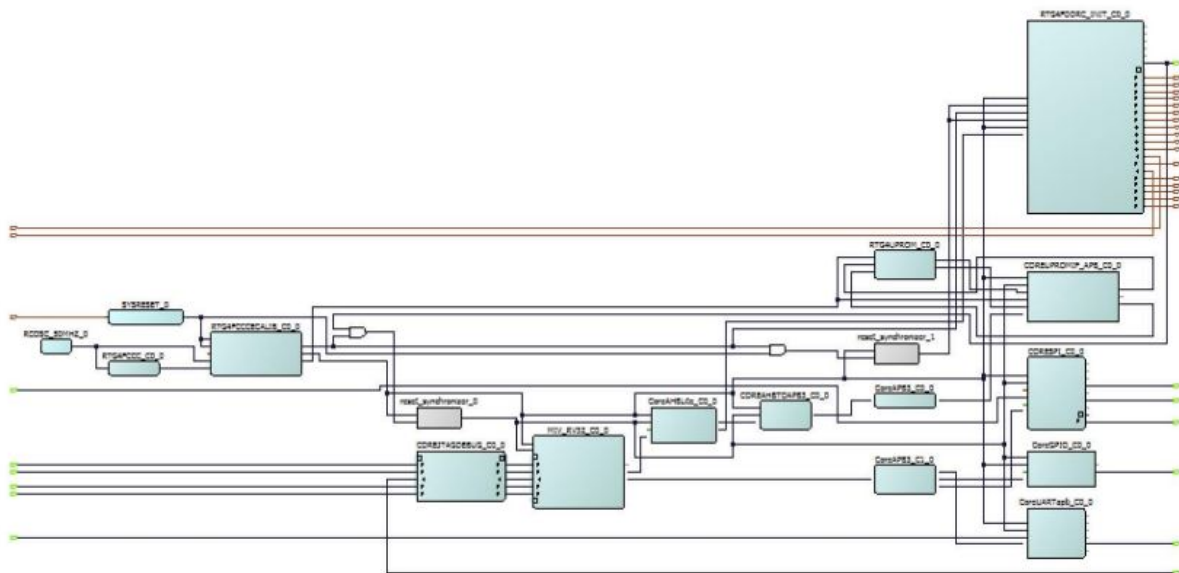 RTG4FDDRC_INIT_C0_0
RTG4UPROM_C0_0
COREUPROMIF_APB_C0_0
SYSRESET_0
RCOSC_50MHZ_0
RTG4FCCC_C0_0
RTG4FCCCECALIB_C0_0
reset_synchronizer_1
CORESPI_C0_0
reset_synchronizer_0
CoreAHBLite_C0_0
COREAHBTOAPB3_C0_0
CoreAPB3_C0_0
COREJTAGDEBUG_C0_0
MIV_RV32_C0_0
CoreAPB3_C1_0
CoreGPIO_C0_0
CoreUARTapb_C0_0